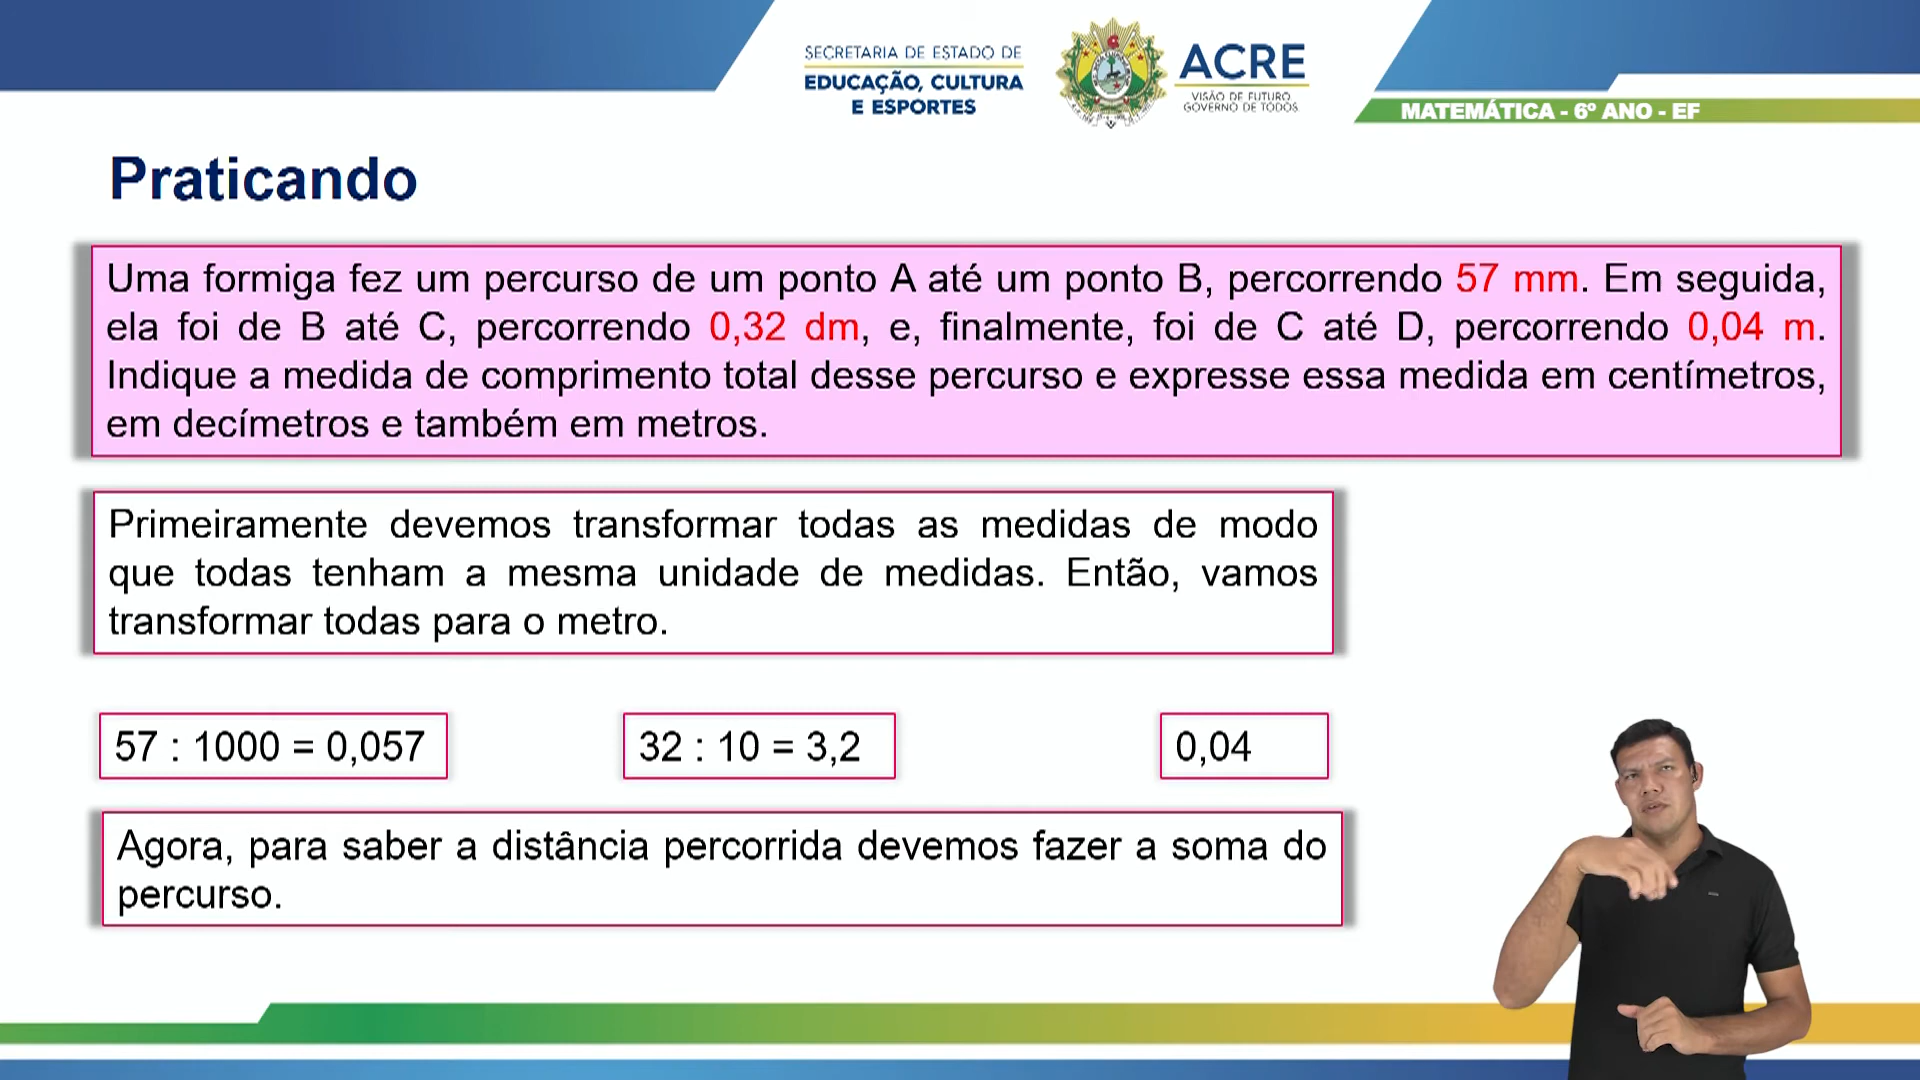 SECRETARIA DE ESTADO DE
EDUCAÇÃO, CULTURA
E ESPORTES
ACRE
VISÃO DE FUTURO
GOVERNO DE TODOS
MATEMÁTICA - 6º ANO - EF
Praticando
Uma formiga fez um percurso de um ponto A até um ponto B, percorrendo 57 mm. Em seguida,
ela foi de B até C, percorrendo 0,32 dm, e, finalmente, foi de C até D, percorrendo 0,04 m.
Indique a medida de comprimento total desse percurso e expresse essa medida em centímetros,
em decímetros e também em metros.
Primeiramente devemos transformar todas as medidas de modo
que todas tenham a mesma unidade de medidas. Então, vamos
transformar todas para o metro.
57 : 1000 = 0,057
32 : 10 = 3,2
0,04
Agora, para saber a distância percorrida devemos fazer a soma do
percurso.